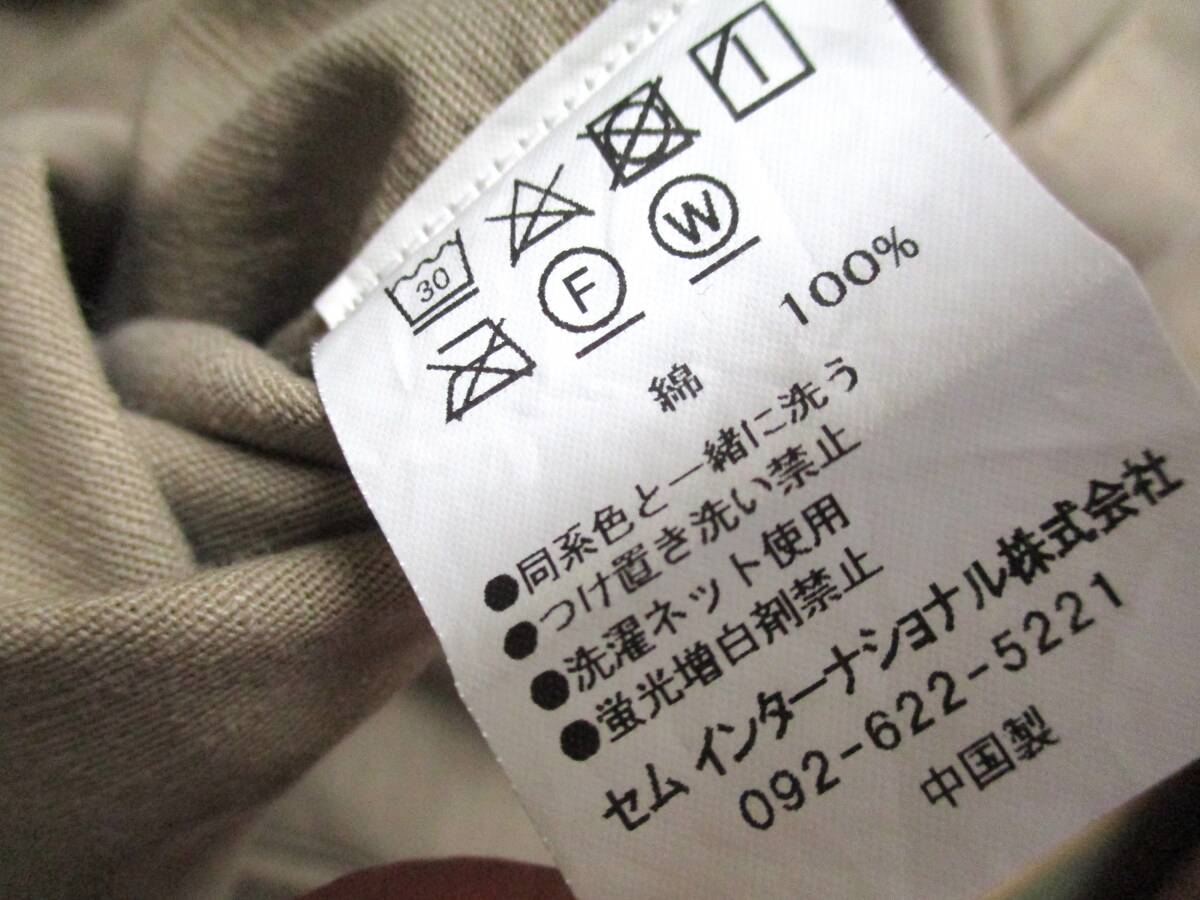 30
F
W
綿 100%
●同系色と一緒に洗う
●つけ置き洗い禁止
●洗濯ネット使用
●蛍光増白剤禁止
セム インターナショナル株式会社
092-622-5221
中国製